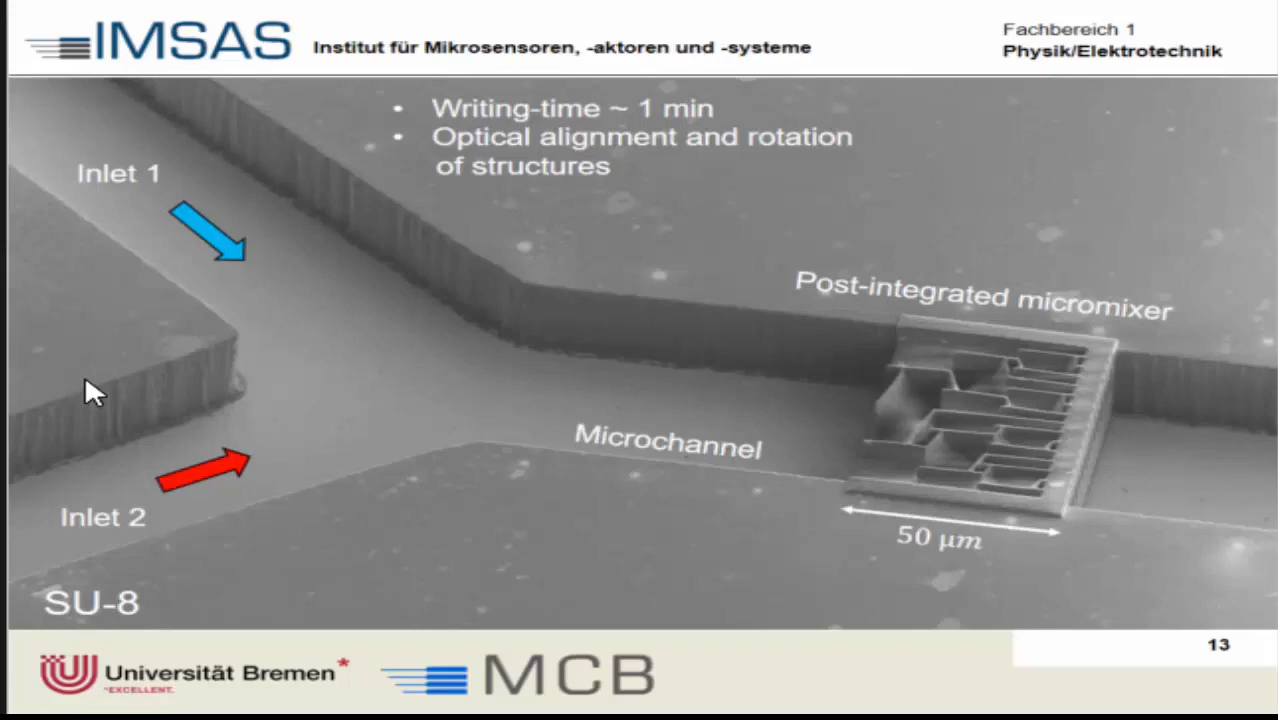 IMSAS
Institut für Mikrosensoren, -aktoren und -systeme
Fachbereich 1
Physik/Elektrotechnik
• Writing-time ~ 1 min
• Optical alignment and rotation
of structures
Inlet 1
Post-integrated micromixer
Microchannel
Inlet 2
50 µm
SU-8
13
Universität Bremen*
*EXCELLENT.
MCB